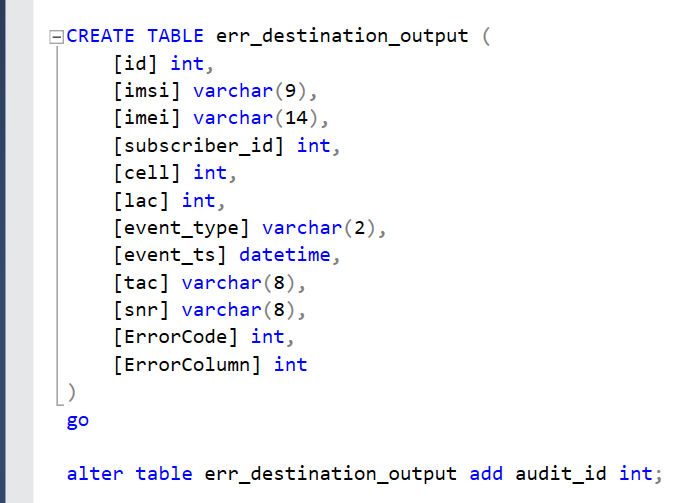 CREATE TABLE err_destination_output (
[id] int,
[imsi] varchar(9),
[imei] varchar(14),
[subscriber_id] int,
[cell] int,
[lac] int,
[event_type] varchar(2),
[event_ts] datetime,
[tac] varchar(8),
[snr] varchar(8),
[ErrorCode] int,
[ErrorColumn] int
)
go
alter table err_destination_output add audit_id int;